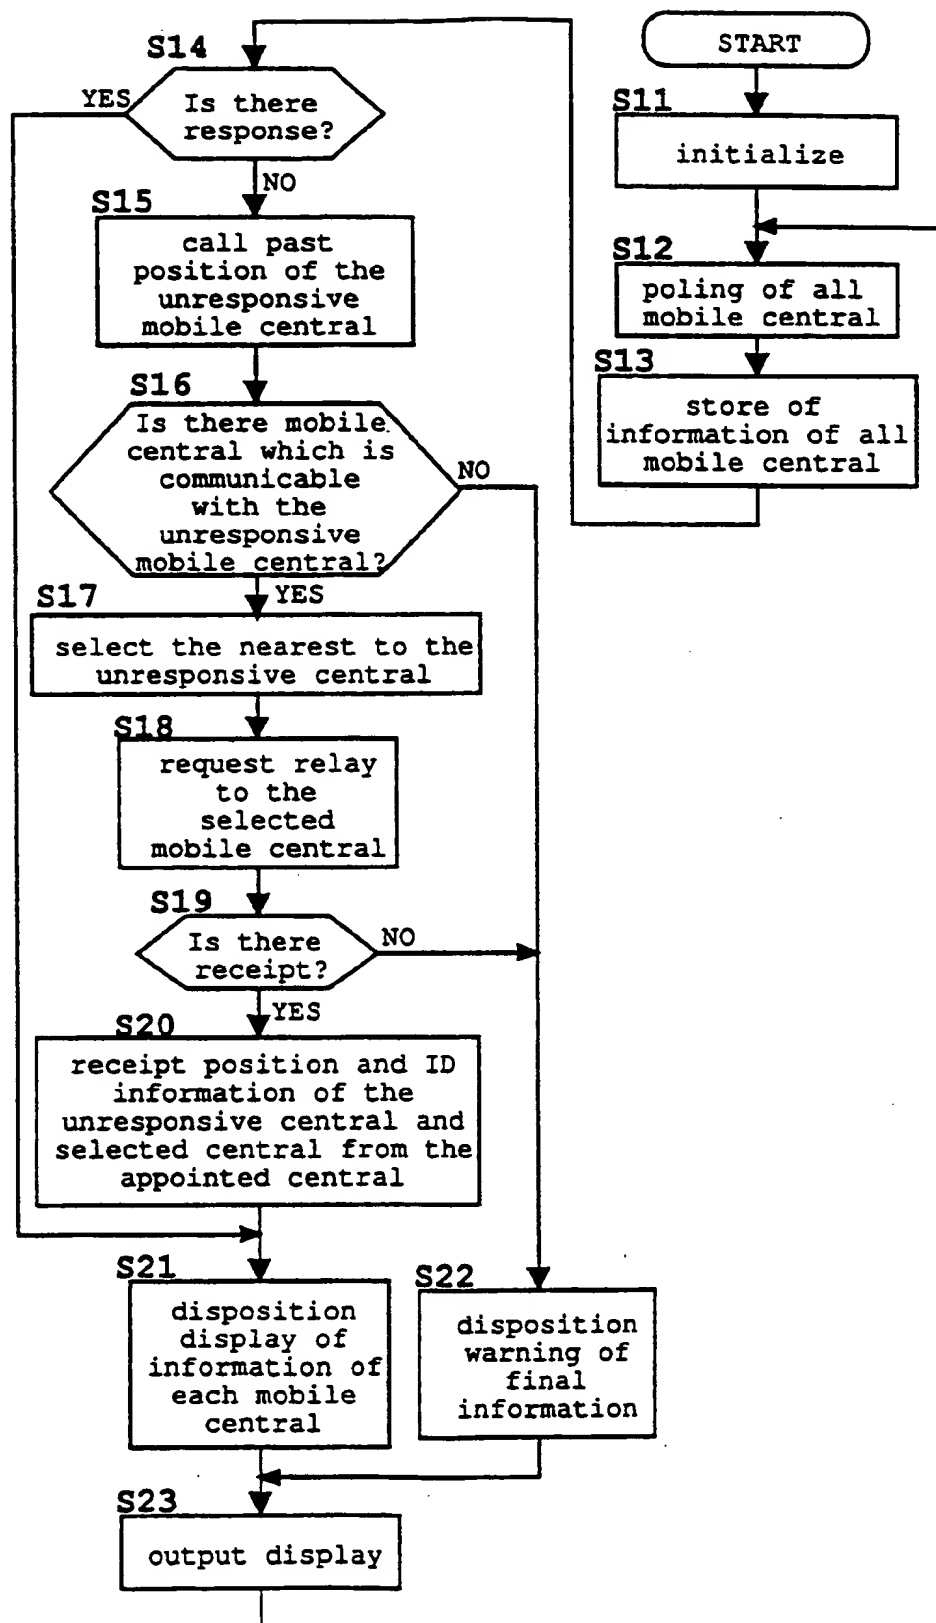 START
S11
initialize
S12
poling of all
mobile central
S13
store of
information of all
mobile central
S14
YES
Is there
response?
NO
S15
call past
position of the
unresponsive
mobile central
S16
Is there mobile
central which is
communicable
with the
unresponsive
mobile central?
NO
YES
S17
select the nearest to the
unresponsive central
S18
request relay
to the
selected
mobile central
S19
Is there
receipt?
NO
YES
S20
receipt position and ID
information of the
unresponsive central and
selected central from the
appointed central
S21
disposition
display of
information of
each mobile
central
S22
disposition
warning of
final
information
S23
output display